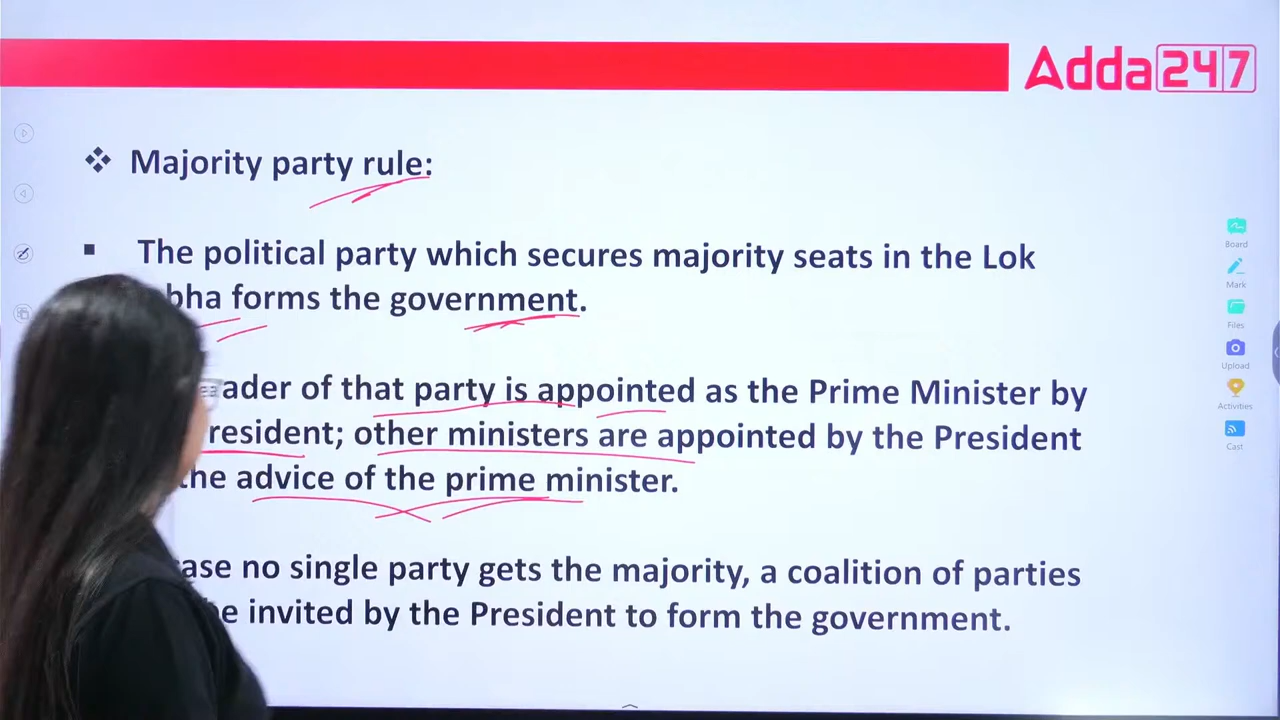 Adda247
❖ Majority party rule:
▪ The political party which secures majority seats in the Lok
bha forms the government.
ader of that party is appointed as the Prime Minister by
resident; other ministers are appointed by the President
the advice of the prime minister.
ase no single party gets the majority, a coalition of parties
be invited by the President to form the government.
Board
Mark
Files
Upload
Activities
Cast